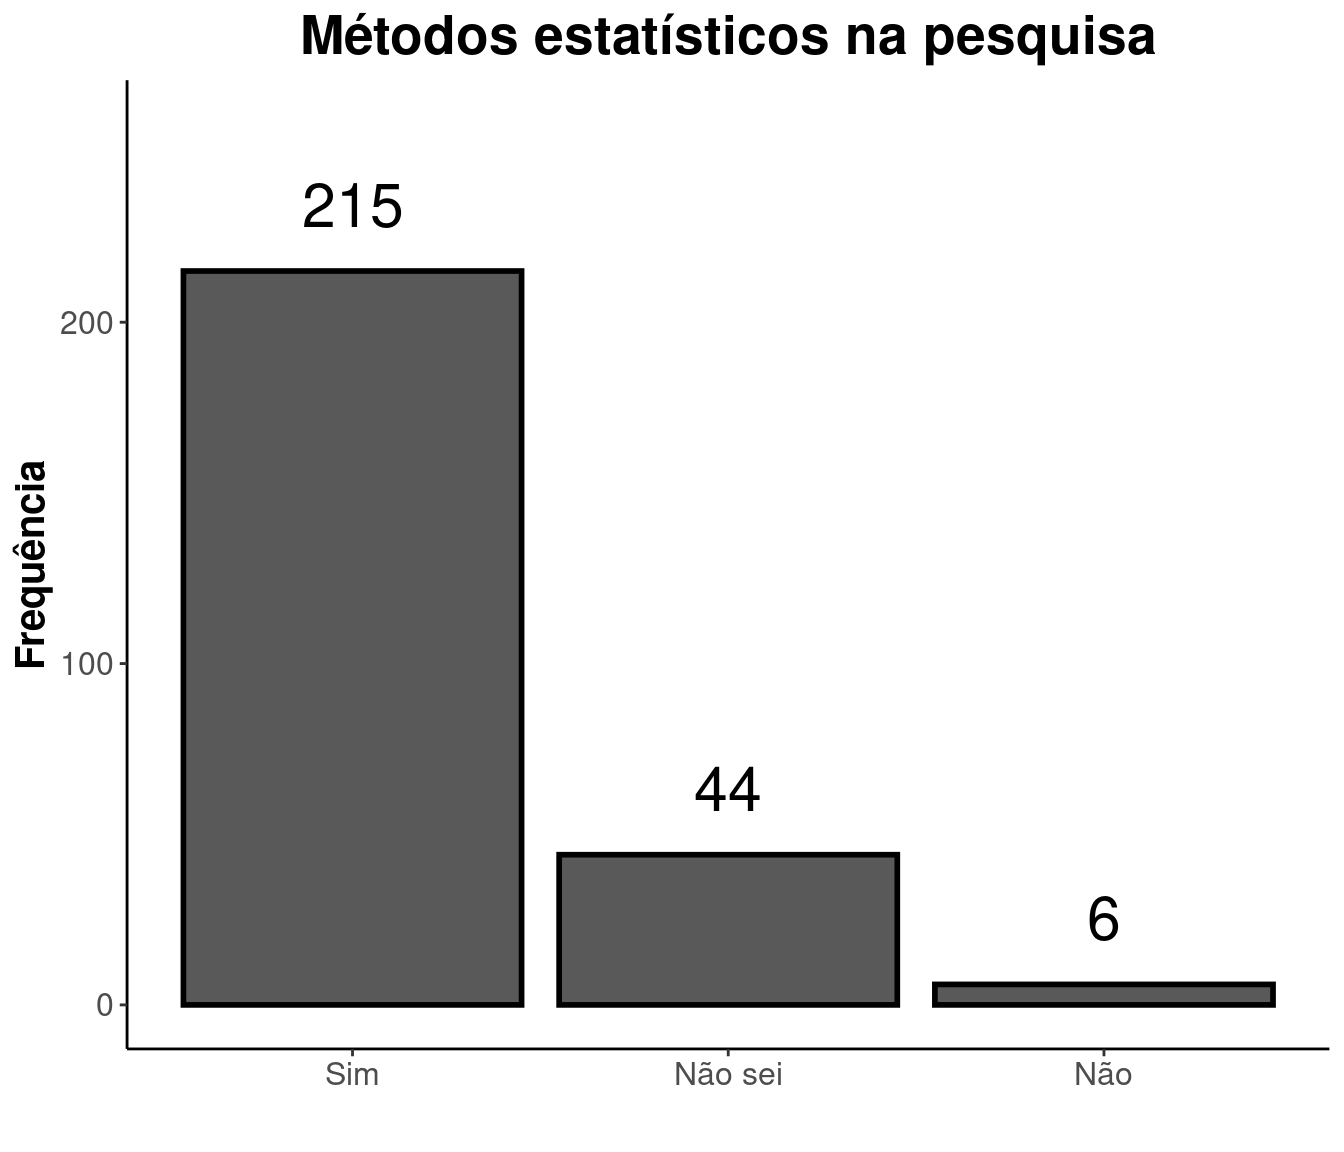 Métodos estatísticos na pesquisa
215
200
44
100
6
0
Frequência
Sim
Não sei
Não